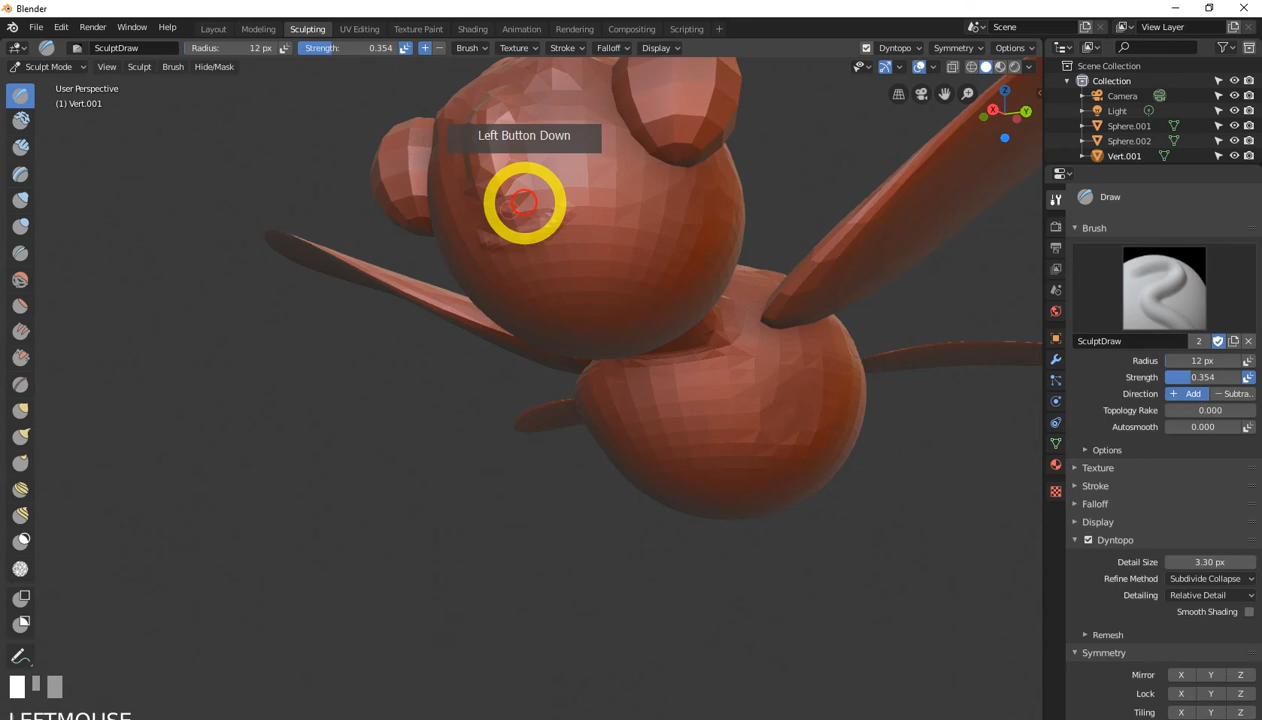 Blender
File Edit Render Window Help Layout Modeling Sculpting UV Editing Texture Paint Shading Animation Rendering Compositing Scripting + Scene View Layer
SculptDraw Radius: 12 px Strength: 0.354 + − Brush Texture Stroke Falloff Display Dyntopo Symmetry Options
Sculpt Mode View Sculpt Brush Hide/Mask
User Perspective
(1) Vert.001
Left Button Down
Z
X
Y
Scene Collection
Collection
Camera
Light
Sphere.001
Sphere.002
Vert.001
Draw
Brush
SculptDraw 2
Radius 12 px
Strength 0.354
Direction + Add − Subtra..
Topology Rake 0.000
Autosmooth 0.000
Options
Texture
Stroke
Falloff
Display
Dyntopo
Detail Size 3.30 px
Refine Method Subdivide Collapse
Detailing Relative Detail
Smooth Shading
Remesh
Symmetry
Mirror X Y Z
Lock X Y Z
Tiling X Y Z
LEFTMOUSE